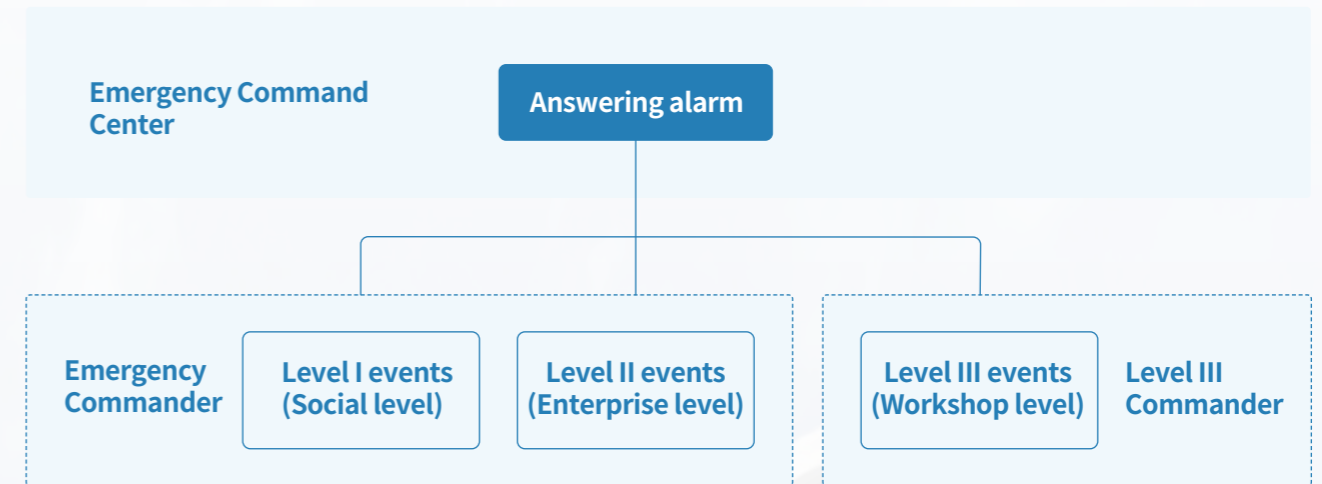 Emergency Command
Center
Answering alarm
Emergency
Commander
Level I events
(Social level)
Level II events
(Enterprise level)
Level III events
(Workshop level)
Level III
Commander